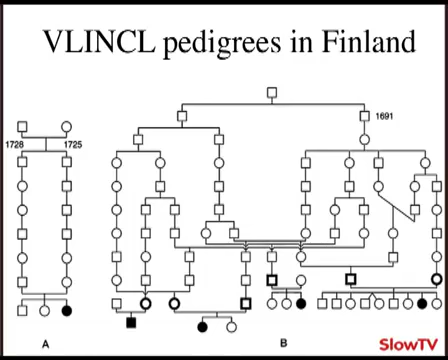 VLINCL pedigrees in Finland
1691
1728 1725
A
B
SlowTV